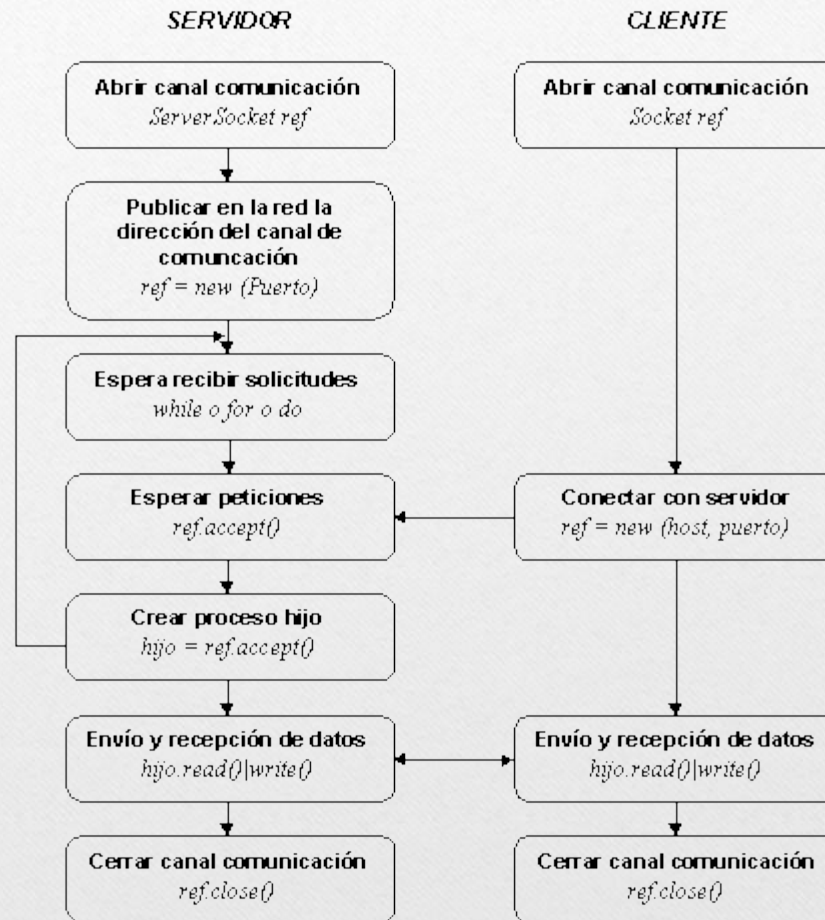 SERVIDOR
Abrir canal comunicación
ServerSocket ref
Publicar en la red la
dirección del canal de
comuncación
ref = new (Puerto)
Espera recibir solicitudes
while o for o do
Esperar peticiones
ref.accept()
Crear proceso hijo
hijo = ref.accept()
Envío y recepción de datos
hijo.read()|write()
Cerrar canal comunicación
ref.close()
CLIENTE
Abrir canal comunicación
Socket ref
Conectar con servidor
ref = new (host, puerto)
Envío y recepción de datos
hijo.read()|write()
Cerrar canal comunicación
ref.close()